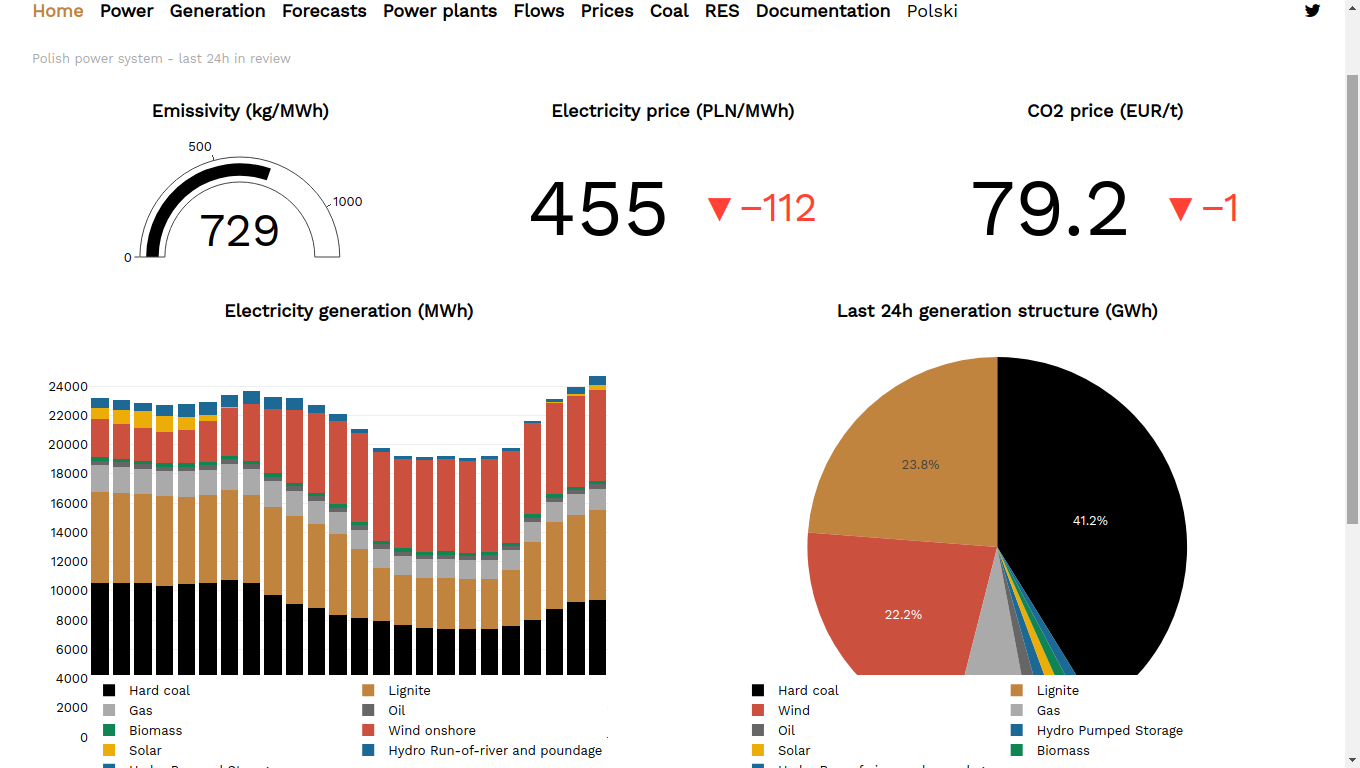 Home Power Generation Forecasts Power plants Flows Prices Coal RES Documentation Polski
Polish power system - last 24h in review
Emissivity (kg/MWh)
0
500
1000
729
Electricity price (PLN/MWh)
455 ▼−112
CO2 price (EUR/t)
79.2 ▼−1
Electricity generation (MWh)
24000
22000
20000
18000
16000
14000
12000
10000
8000
6000
4000
2000
0
Hard coal
Lignite
Gas
Oil
Biomass
Wind onshore
Solar
Hydro Run-of-river and poundage
Last 24h generation structure (GWh)
23.8%
41.2%
22.2%
Hard coal
Lignite
Wind
Gas
Oil
Hydro Pumped Storage
Solar
Biomass